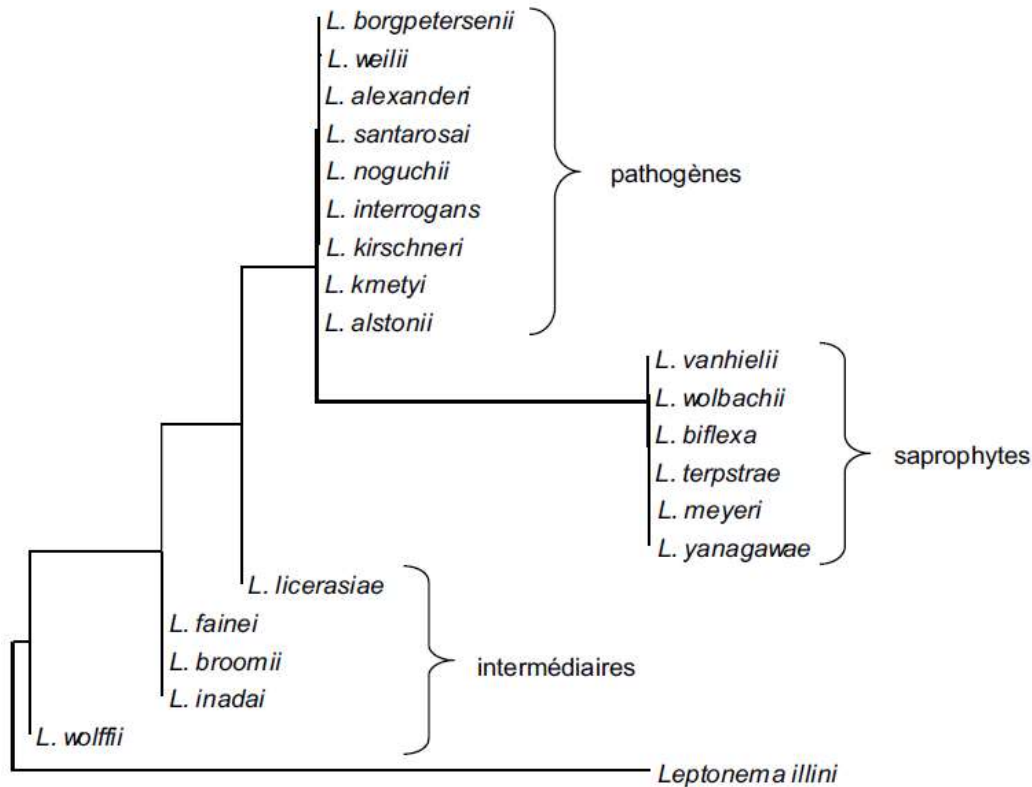 L. borgpetersenii
L. weilii
L. alexanderi
L. santarosai
L. noguchii
L. interrogans
L. kirschneri
L. kmetyi
L. alstonii
pathogènes
L. vanhielii
L. wolbachii
L. biflexa
L. terpstrae
L. meyeri
L. yanagawae
saprophytes
L. licerasiae
L. fainei
L. broomii
L. inadai
L. wolffii
intermédiaires
Leptonema illini